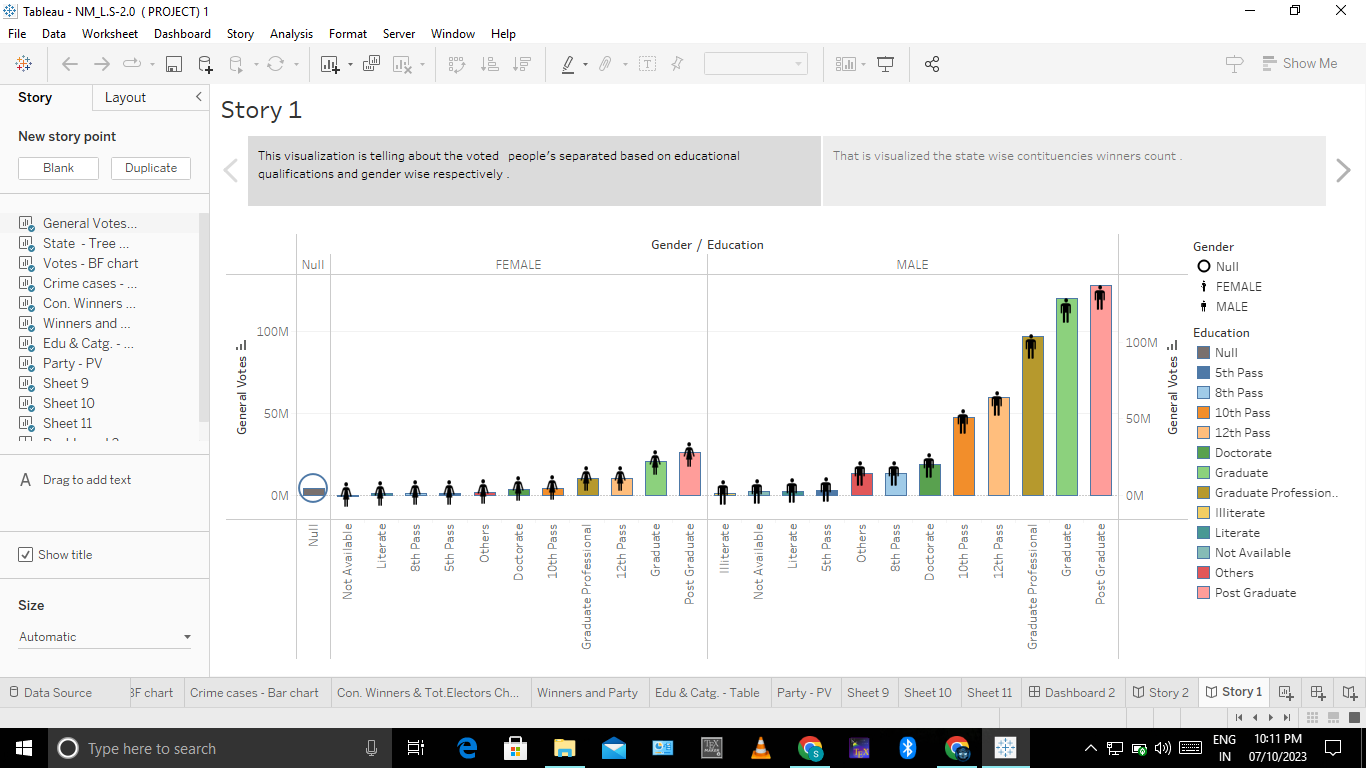 Tableau - NM_L.S-2.0  ( PROJECT) 1
File Data Worksheet Dashboard Story Analysis Format Server Window Help
Show Me
Story Layout
New story point
Blank Duplicate
General Votes...
State  - Tree ...
Votes - BF chart
Crime cases - ...
Con. Winners ...
Winners and ...
Edu & Catg. - ...
Party - PV
Sheet 9
Sheet 10
Sheet 11
A Drag to add text
Show title
Size
Automatic
Story 1
This visualization is telling about the voted  people's separated based on educational
qualifications and gender wise respectively .
That is visualized the state wise contituencies winners count .
Gender / Education
Null FEMALE MALE
General Votes
100M
50M
0M
100M
50M
0M
General Votes
Null
Not Available
Literate
8th Pass
5th Pass
Others
Doctorate
10th Pass
Graduate Professional
12th Pass
Graduate
Post Graduate
Illiterate
Not Available
Literate
5th Pass
Others
8th Pass
Doctorate
10th Pass
12th Pass
Graduate Professional
Graduate
Post Graduate
Gender
Null
FEMALE
MALE
Education
Null
5th Pass
8th Pass
10th Pass
12th Pass
Doctorate
Graduate
Graduate Profession..
Illiterate
Literate
Not Available
Others
Post Graduate
Data Source BF chart Crime cases - Bar chart Con. Winners & Tot.Electors Ch... Winners and Party Edu & Catg. - Table Party - PV Sheet 9 Sheet 10 Sheet 11 Dashboard 2 Story 2 Story 1
Type here to search
ENG
IN
10:11 PM
07/10/2023